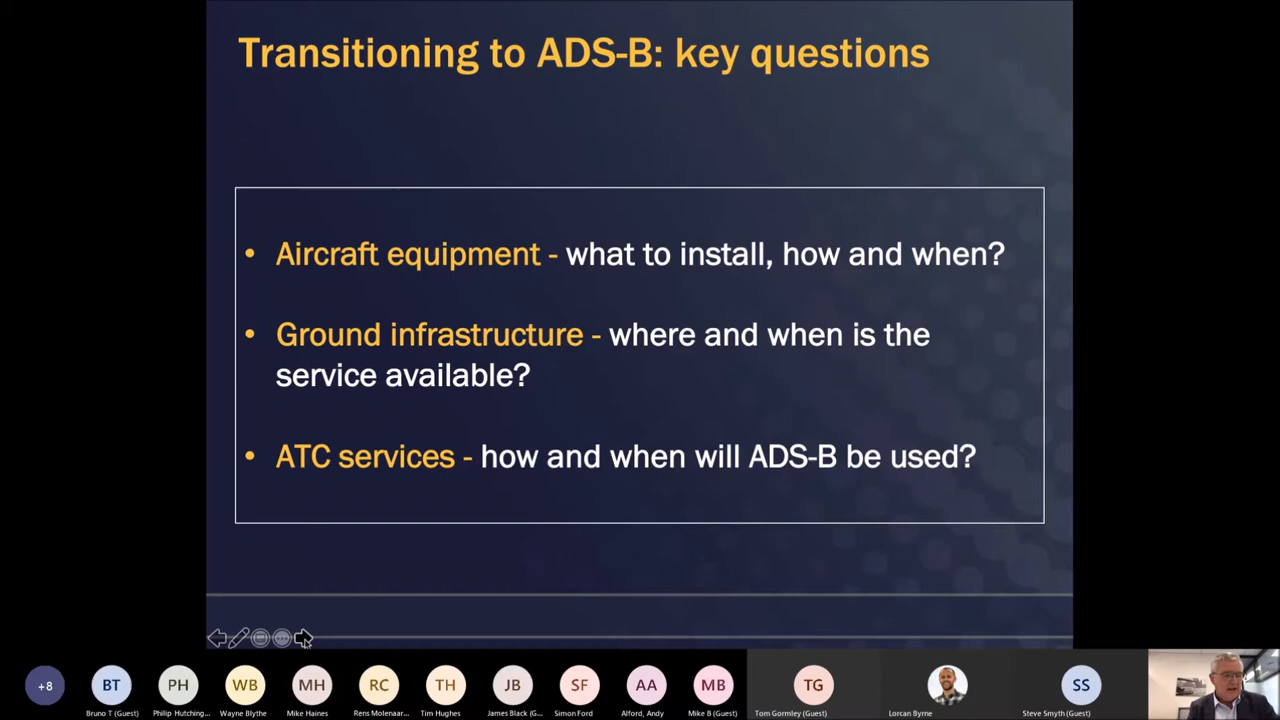 Transitioning to ADS-B: key questions
• Aircraft equipment - what to install, how and when?
• Ground infrastructure - where and when is the
service available?
• ATC services - how and when will ADS-B be used?
+8 BT PH WB MH RC TH JB SF AA MB TG SS
Bruno T (Guest) Philip Hutching... Wayne Blythe Mike Haines Rens Molenaar... Tim Hughes James Black (G... Simon Ford Alford, Andy Mike B (Guest) Tom Gormley (Guest) Lorcan Byrne Steve Smyth (Guest)